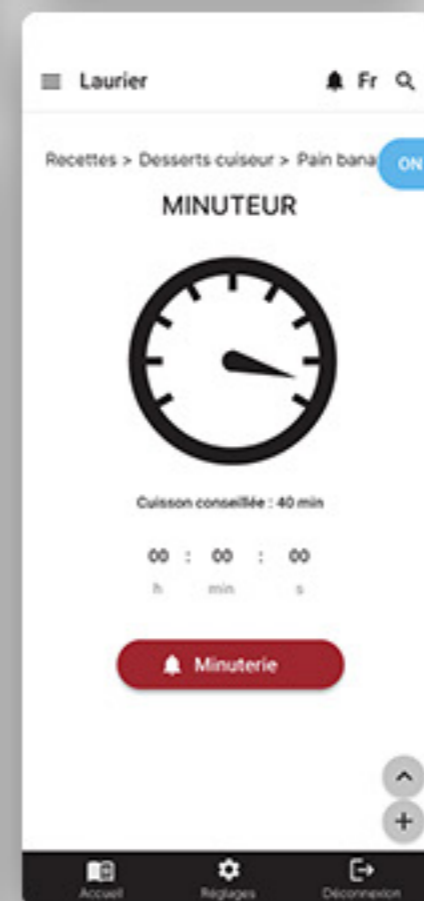 Laurier Fr
Recettes > Desserts cuiseur > Pain bana
ON
MINUTEUR
Cuisson conseillée : 40 min
00 : 00 : 00
h min s
Minuterie
Accueil Réglages Déconnexion